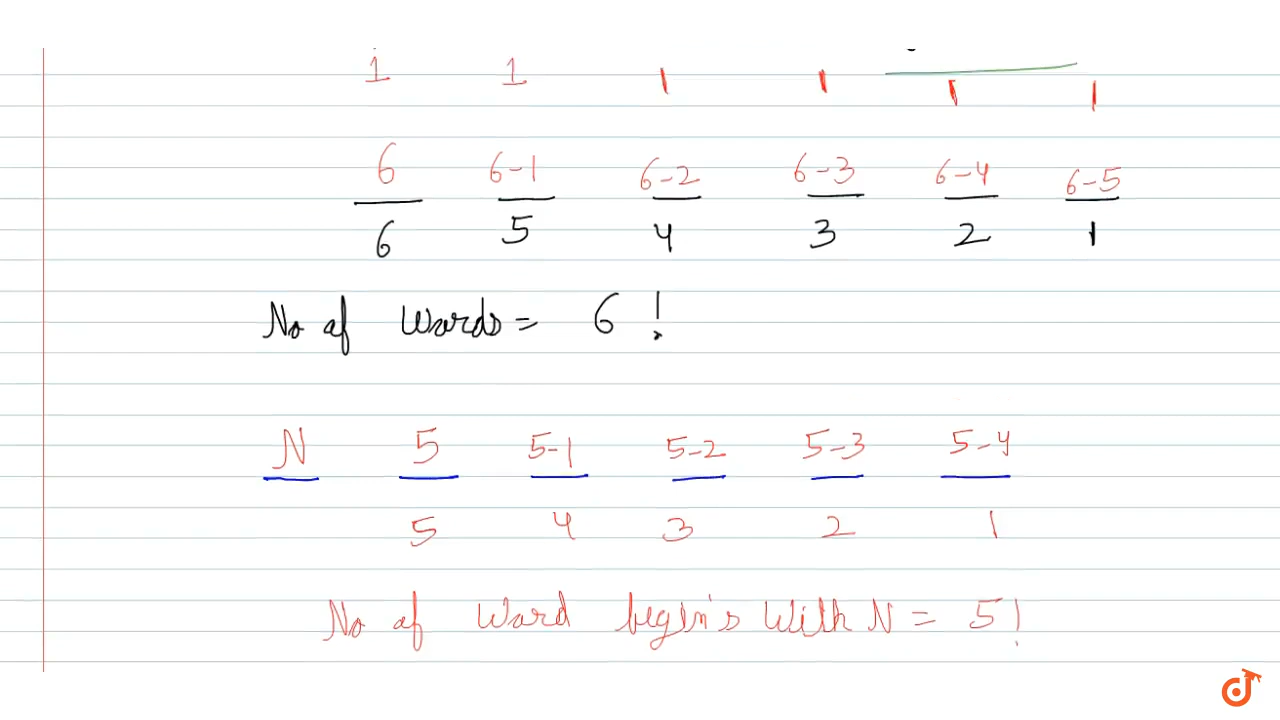 1 1 1 1 1 1
6 6-1 6-2 6-3 6-4 6-5
6 5 4 3 2 1
No of Words = 6 !
N 5 5-1 5-2 5-3 5-4
5 4 3 2 1
No of Word begin's With N = 5!